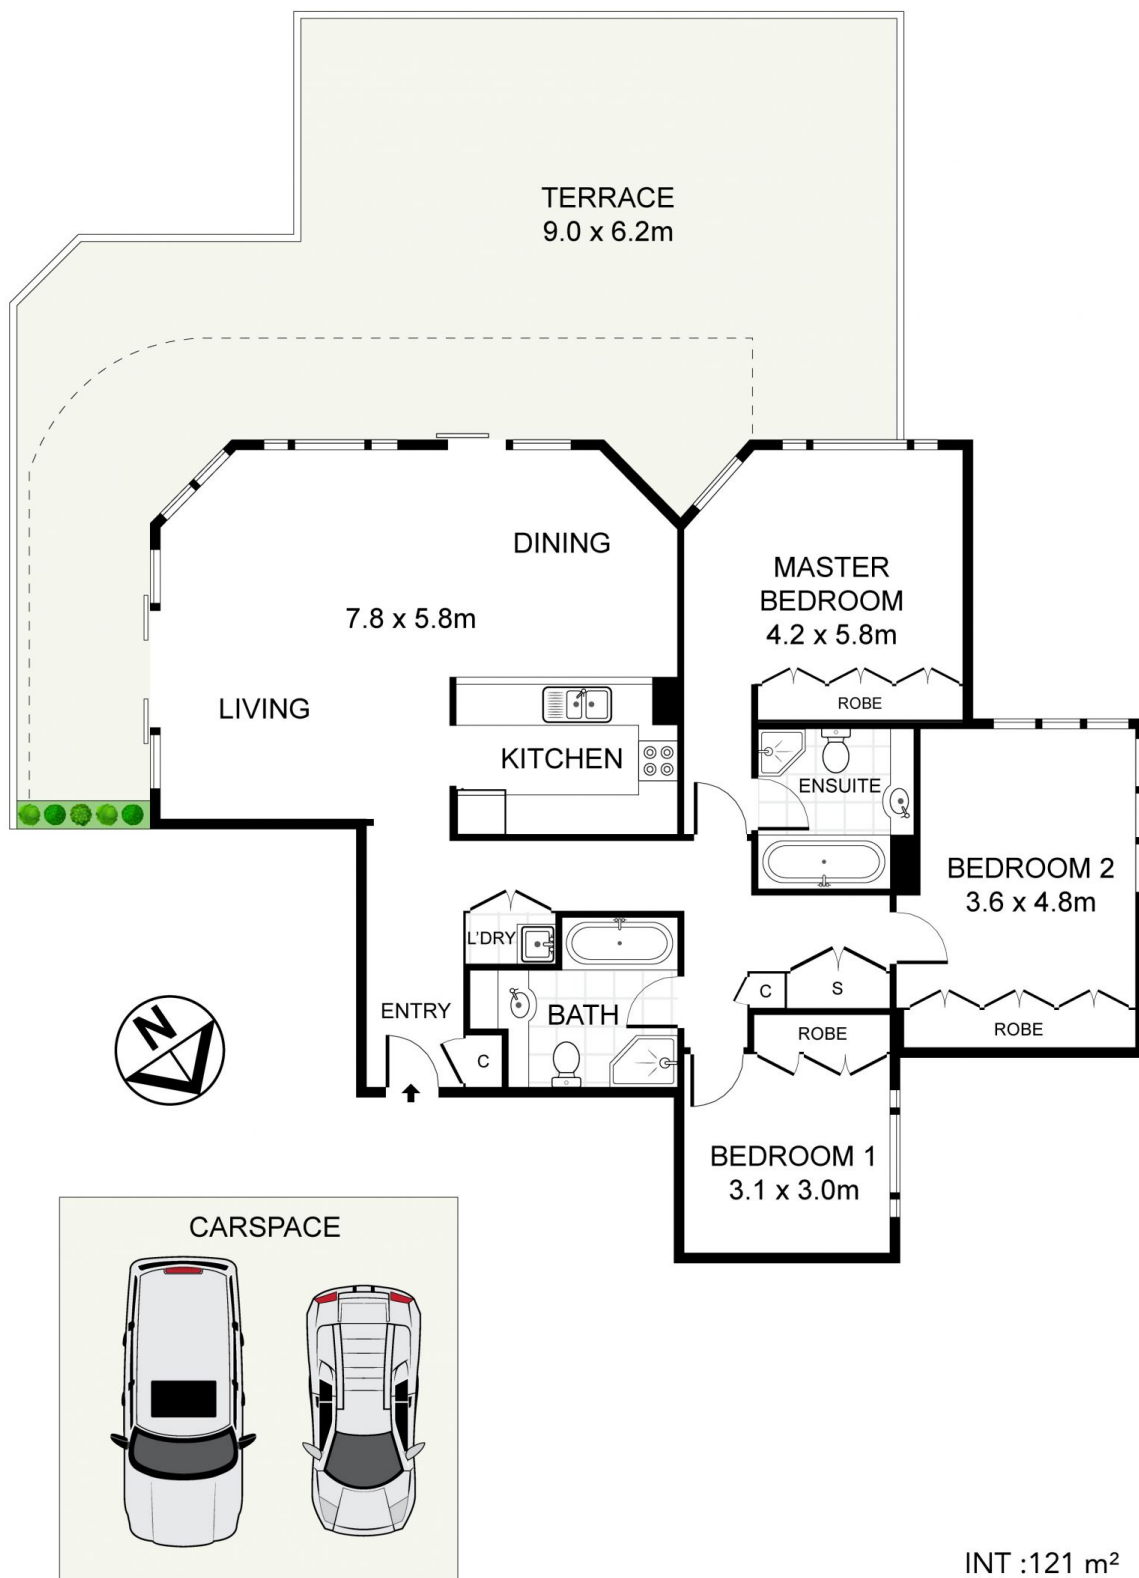 TERRACE
9.0 x 6.2m
DINING
MASTER
BEDROOM
4.2 x 5.8m
7.8 x 5.8m
ROBE
LIVING
KITCHEN
ENSUITE
BEDROOM 2
3.6 x 4.8m
L'DRY
C
S
ENTRY
BATH
ROBE
ROBE
N
C
BEDROOM 1
3.1 x 3.0m
CARSPACE
INT :121 m²